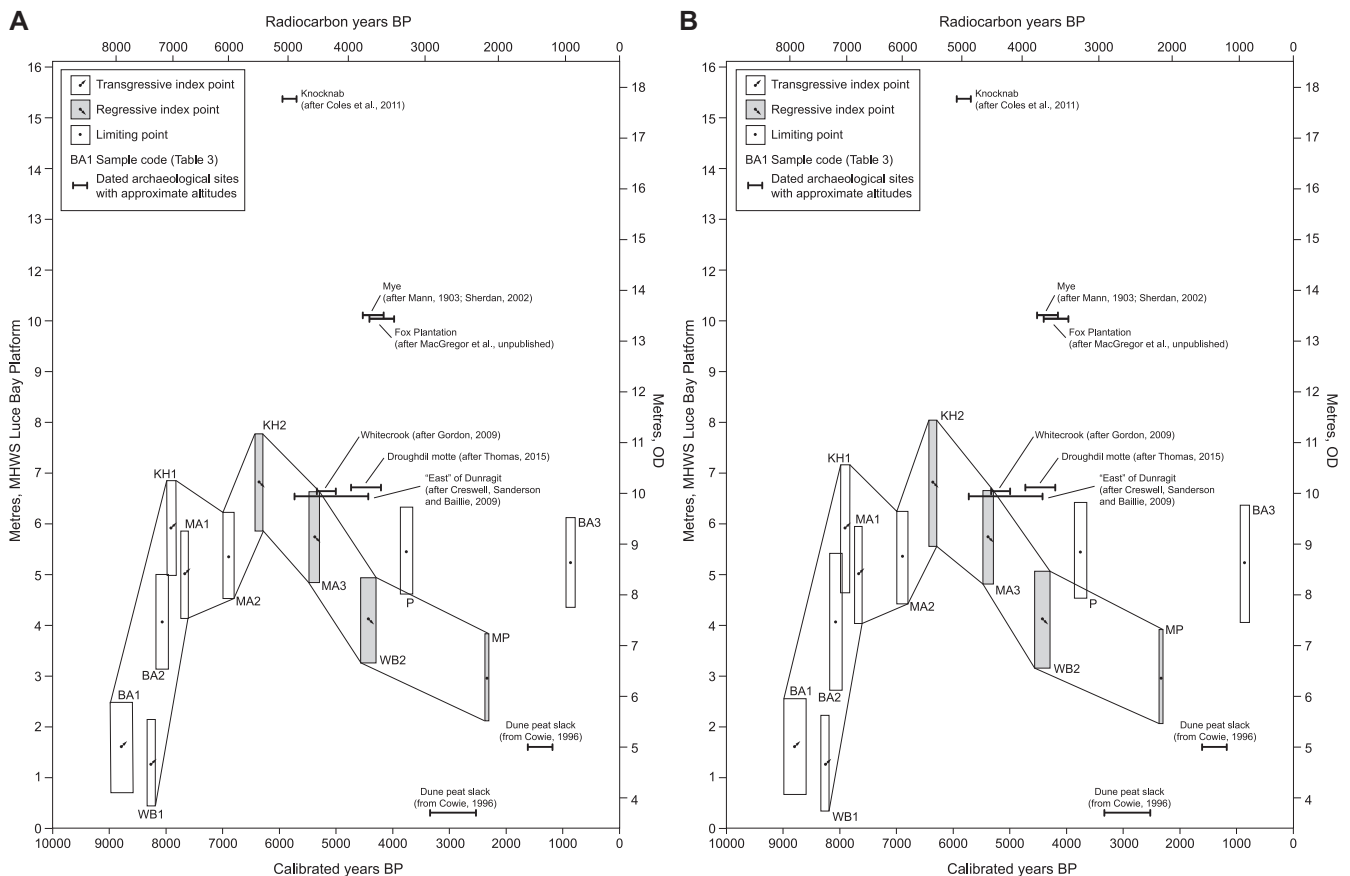 A
Radiocarbon years BP
8000 7000 6000 5000 4000 3000 2000 1000 0
16
15
14
13
12
11
10
9
8
7
6
5
4
3
2
1
0
Metres, MHWS Luce Bay Platform
Transgressive index point
Regressive index point
Limiting point
BA1 Sample code (Table 3)
Dated archaeological sites
with approximate altitudes
Knocknab
(after Coles et al., 2011)
Mye
(after Mann, 1903; Sherdan, 2002)
Fox Plantation
(after MacGregor et al., unpublished)
KH2
Whitecrook (after Gordon, 2009)
Droughdil motte (after Thomas, 2015)
"East" of Dunragit
(after Creswell, Sanderson
and Baillie, 2009)
KH1
MA1
BA3
MA2
MA3
P
BA2
WB2
MP
BA1
WB1
Dune peat slack
(from Cowie, 1996)
Dune peat slack
(from Cowie, 1996)
18
17
16
15
14
13
12
11
10
9
8
7
6
5
4
Metres, OD
10000 9000 8000 7000 6000 5000 4000 3000 2000 1000 0
Calibrated years BP
B
Radiocarbon years BP
8000 7000 6000 5000 4000 3000 2000 1000 0
16
15
14
13
12
11
10
9
8
7
6
5
4
3
2
1
0
Metres, MHWS Luce Bay Platform
Transgressive index point
Regressive index point
Limiting point
BA1 Sample code (Table 3)
Dated archaeological sites
with approximate altitudes
Knocknab
(after Coles et al., 2011)
Mye
(after Mann, 1903; Sherdan, 2002)
Fox Plantation
(after MacGregor et al., unpublished)
KH2
Whitecrook (after Gordon, 2009)
Droughdil motte (after Thomas, 2015)
"East" of Dunragit
(after Creswell, Sanderson
and Baillie, 2009)
KH1
MA1
BA3
MA2
MA3
P
WB2
MP
BA1
BA2
WB1
Dune peat slack
(from Cowie, 1996)
Dune peat slack
(from Cowie, 1996)
18
17
16
15
14
13
12
11
10
9
8
7
6
5
4
Metres, OD
10000 9000 8000 7000 6000 5000 4000 3000 2000 1000 0
Calibrated years BP